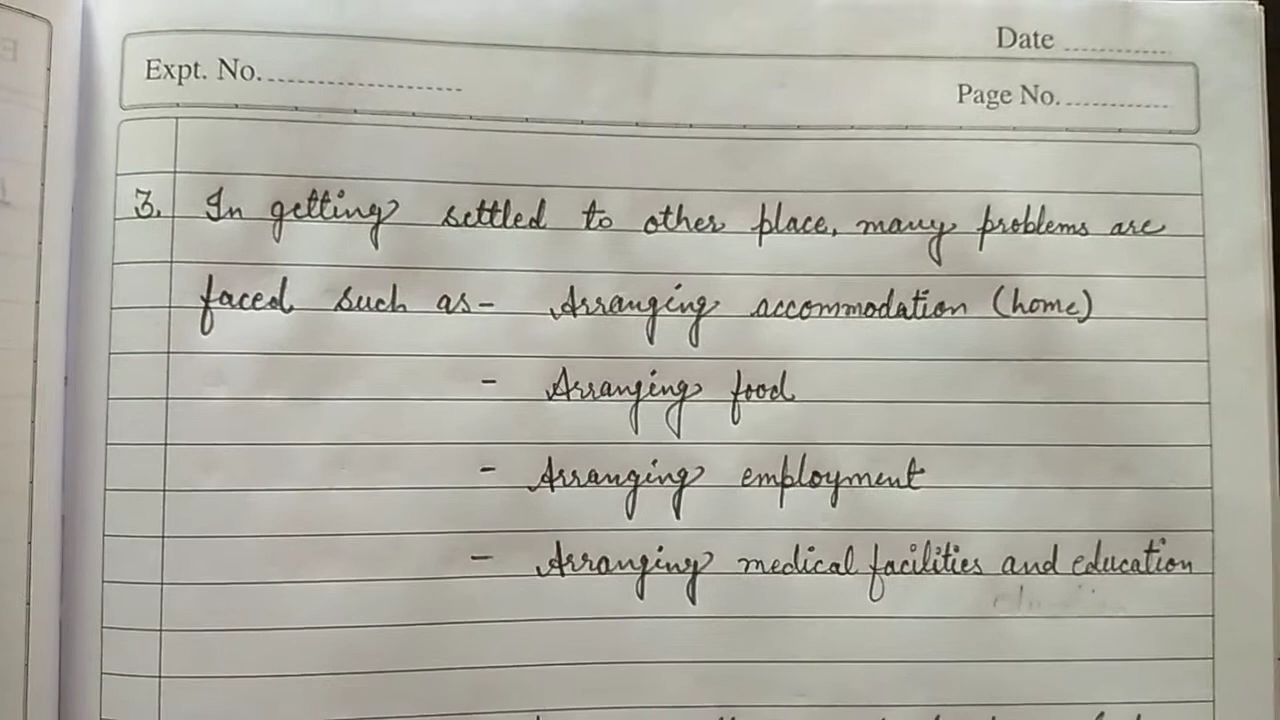 Date ............
Expt. No. ......................
Page No. ............
3. In getting settled to other place, many problems are
faced such as - Arranging accommodation (home)
- Arranging food
- Arranging employment
- Arranging medical facilities and education